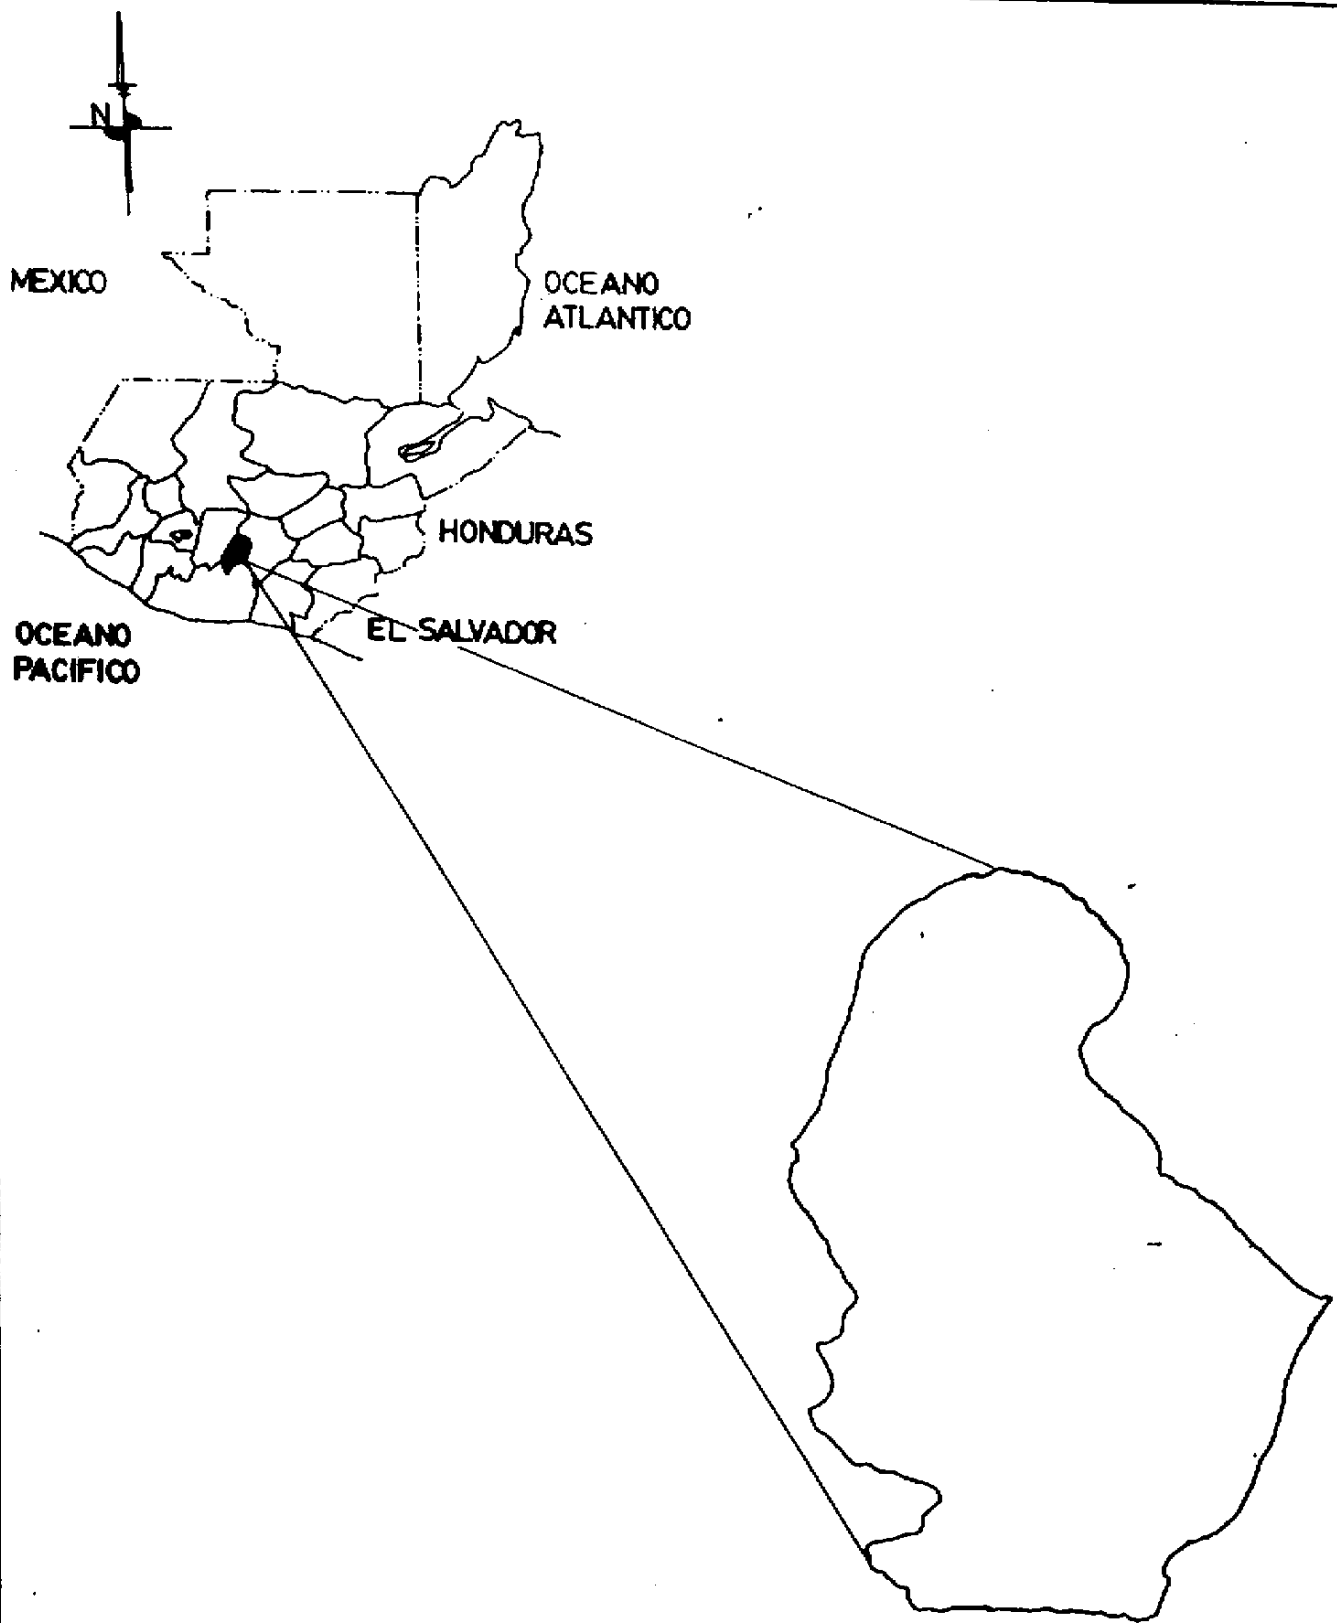 N
MEXICO
OCEANO
ATLANTICO
HONDURAS
EL SALVADOR
OCEANO
PACIFICO